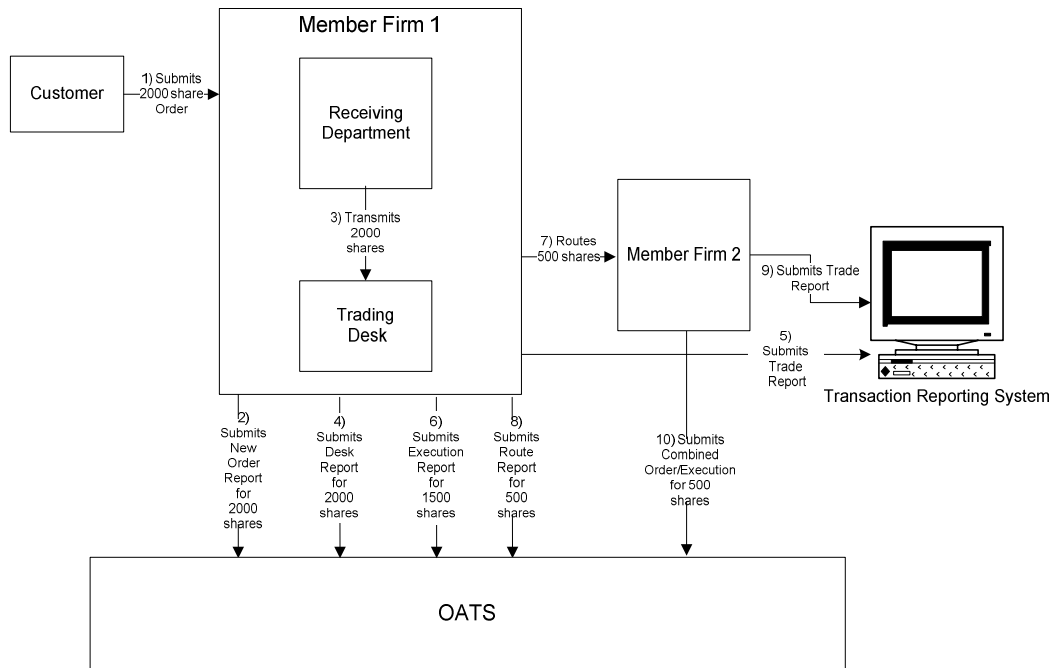 Member Firm 1
Customer
1) Submits
2000 share
Order
Receiving
Department
3) Transmits
2000
shares
Trading
Desk
7) Routes
500 shares
Member Firm 2
9) Submits Trade
Report
5)
Submits
Trade
Report
Transaction Reporting System
2)
Submits
New
Order
Report
for
2000
shares
4)
Submits
Desk
Report
for
2000
shares
6)
Submits
Execution
Report
for
1500
shares
8)
Submits
Route
Report
for
500
shares
10) Submits
Combined
Order/Execution
for 500
shares
OATS